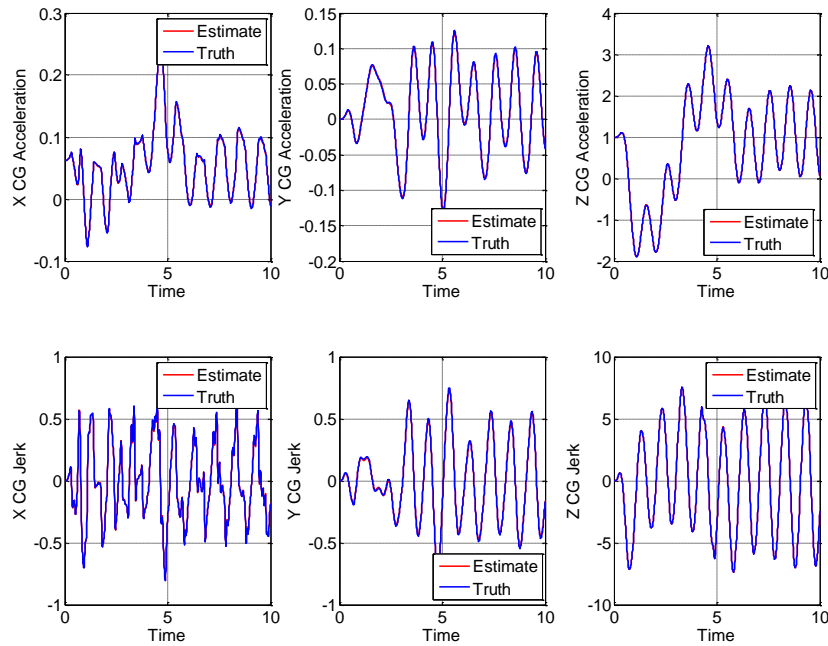 0.3
0.2
0.1
0
-0.1
X CG Acceleration
0
5
10
Time
Estimate
Truth
0.15
0.1
0.05
0
-0.05
-0.1
-0.15
-0.2
Y CG Acceleration
0
5
10
Time
Estimate
Truth
4
3
2
1
0
-1
-2
Z CG Acceleration
0
5
10
Time
Estimate
Truth
1
0.5
0
-0.5
-1
X CG Jerk
0
5
10
Time
Estimate
Truth
1
0.5
0
-0.5
-1
Y CG Jerk
0
5
10
Time
Estimate
Truth
10
5
0
-5
-10
Z CG Jerk
0
5
10
Time
Estimate
Truth